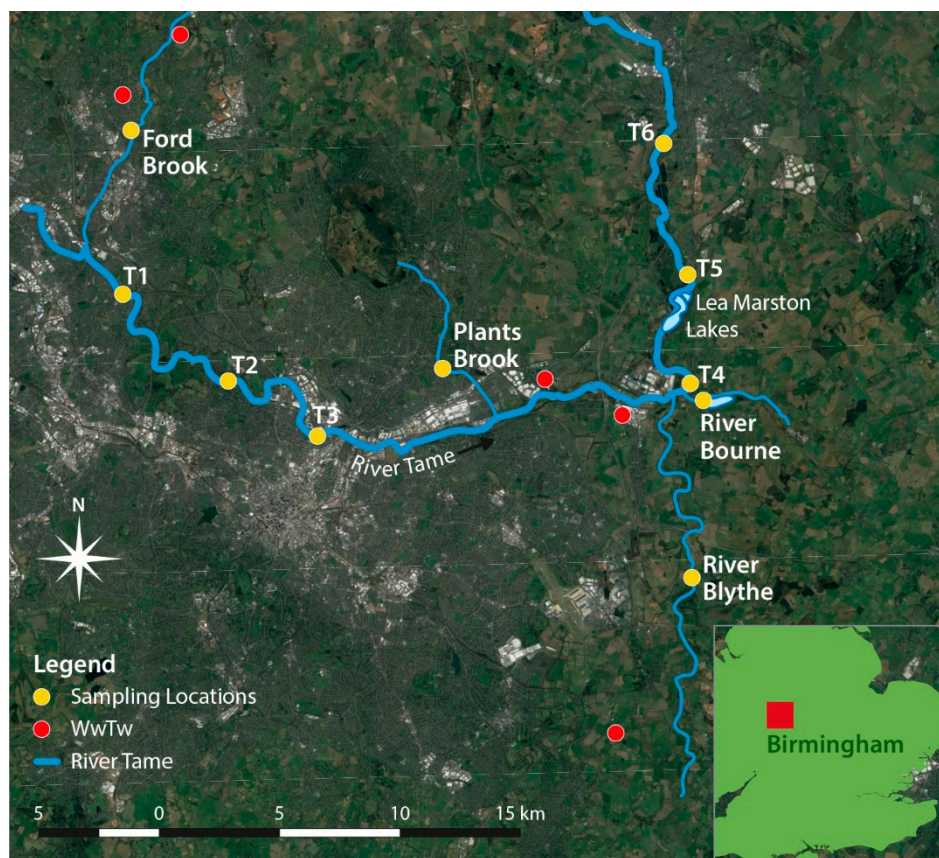 T6
Ford
Brook
T1
T5
Lea Marston
Lakes
Plants
Brook
T2
T4
T3
River Tame
River
Bourne
N
River
Blythe
Legend
Sampling Locations
WwTw
River Tame
Birmingham
5 0 5 10 15 km